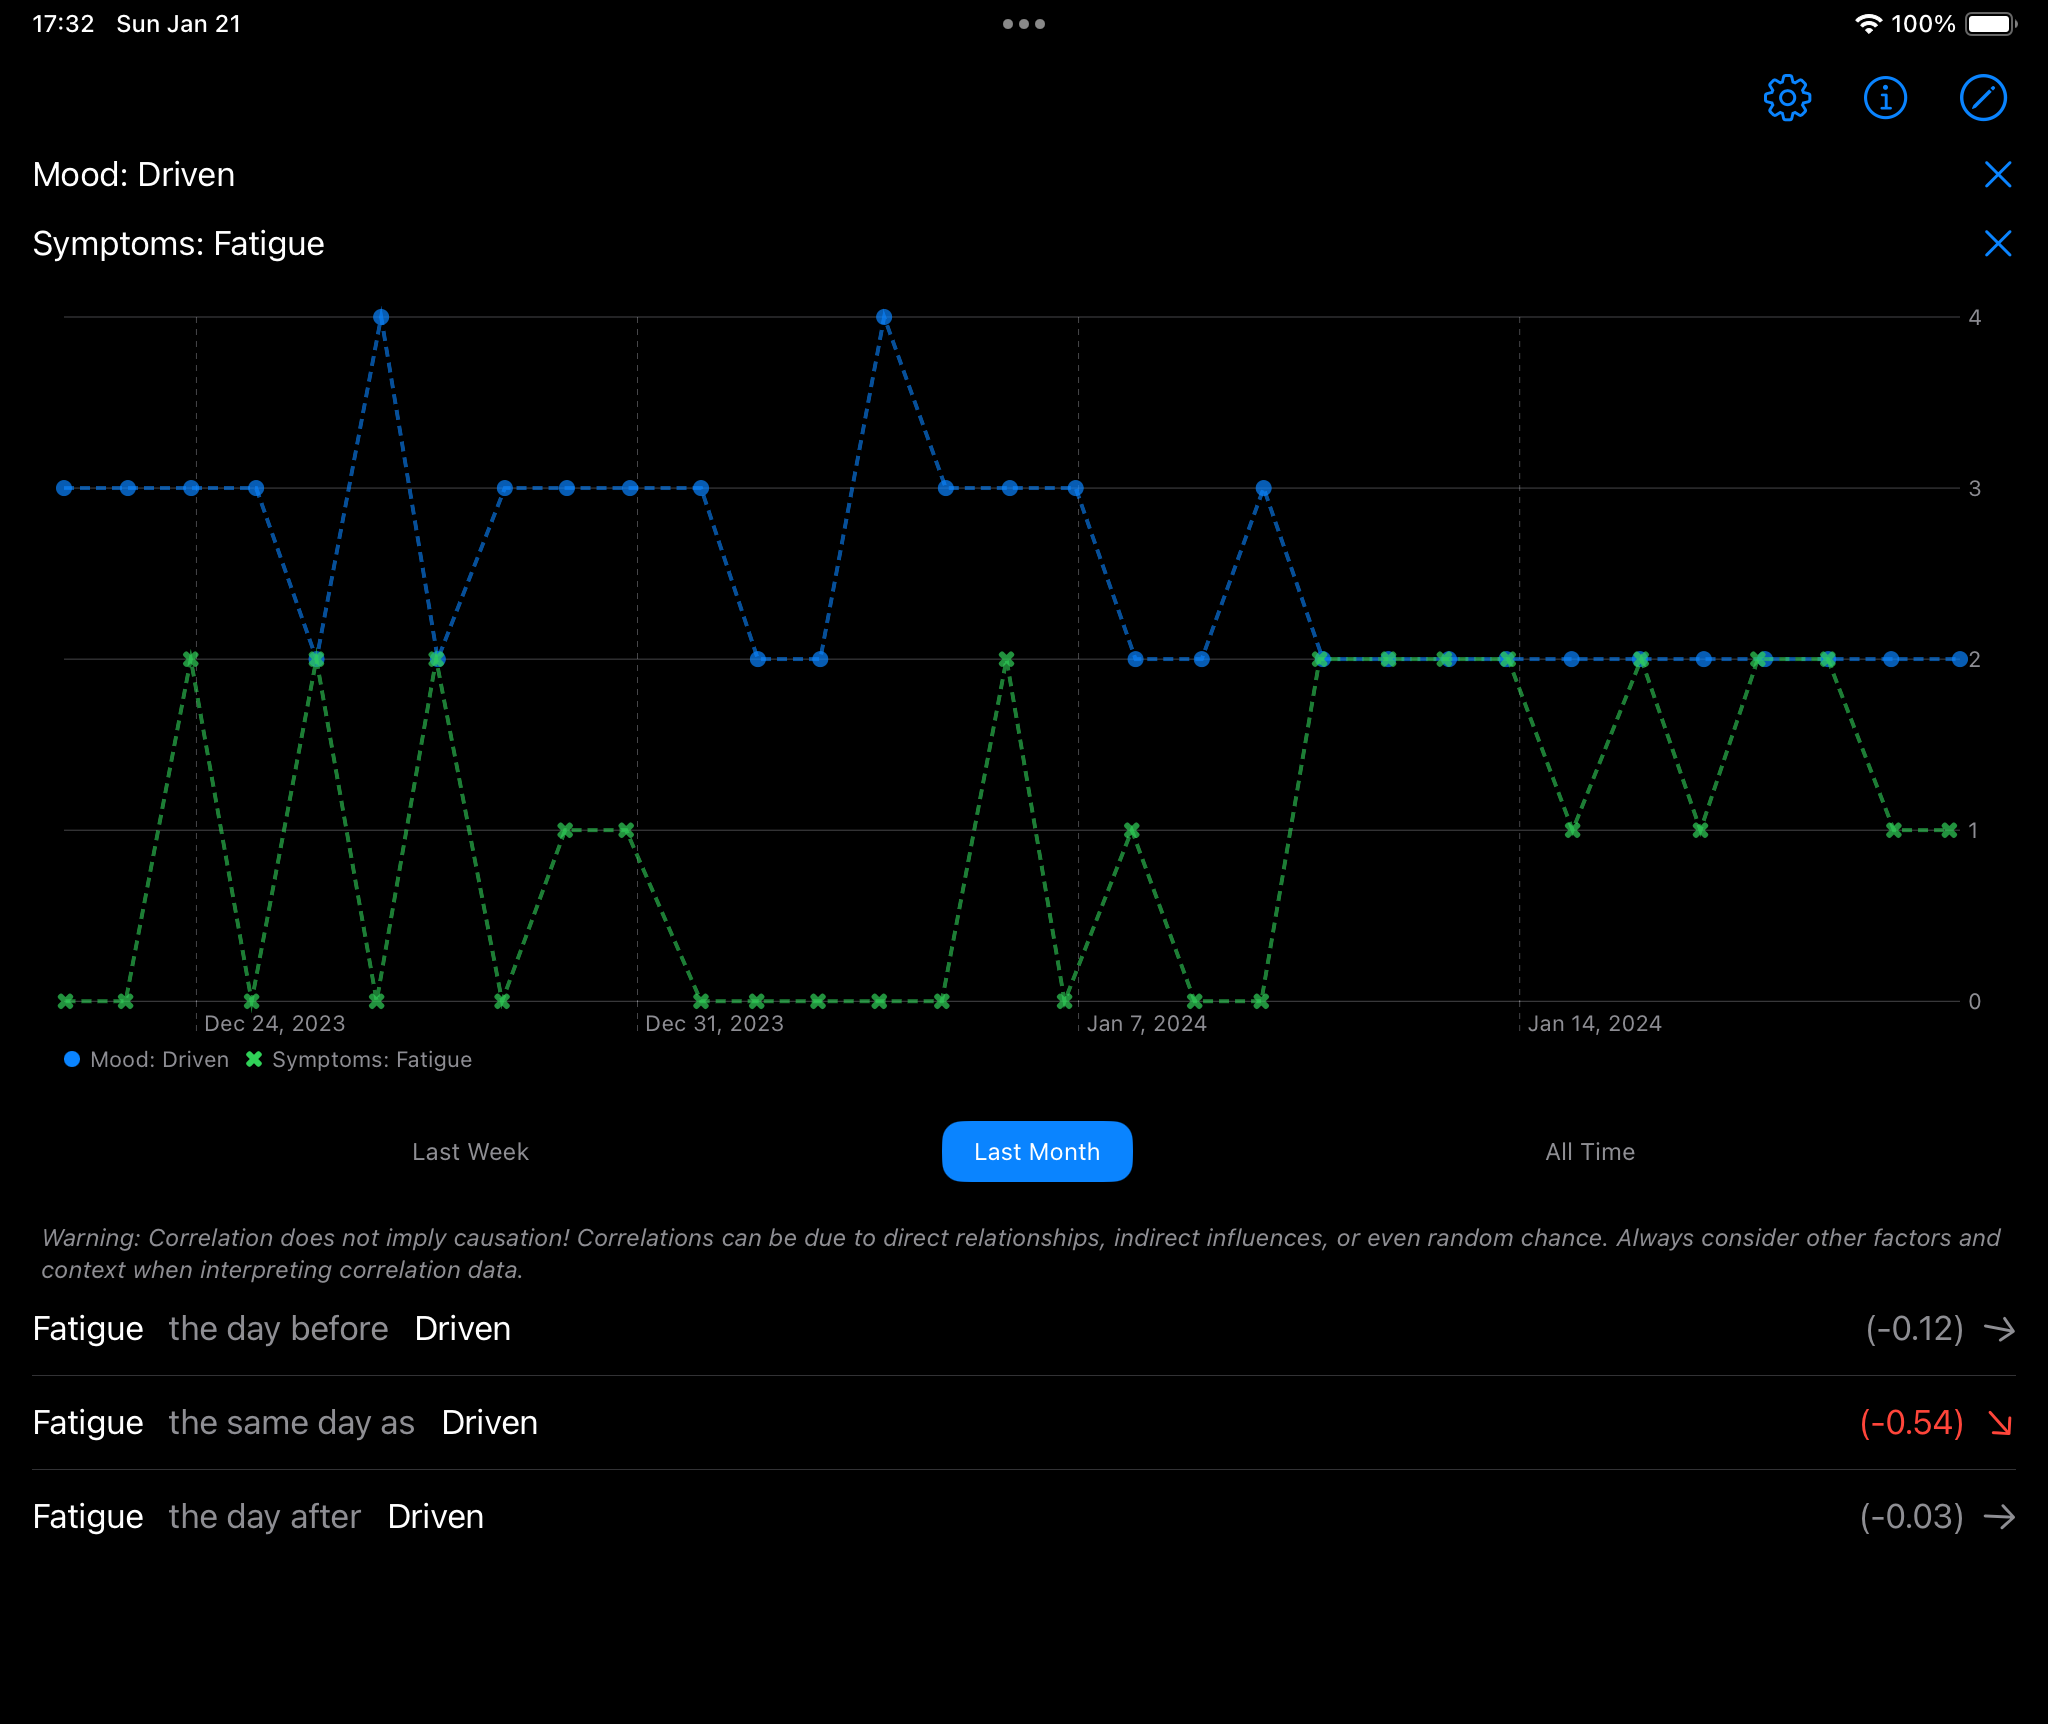 17:32 Sun Jan 21
100%
Mood: Driven
Symptoms: Fatigue
4
3
2
1
0
Dec 24, 2023
Dec 31, 2023
Jan 7, 2024
Jan 14, 2024
Mood: Driven
Symptoms: Fatigue
Last Week
Last Month
All Time
Warning: Correlation does not imply causation! Correlations can be due to direct relationships, indirect influences, or even random chance. Always consider other factors and
context when interpreting correlation data.
Fatigue the day before Driven (-0.12)
Fatigue the same day as Driven (-0.54)
Fatigue the day after Driven (-0.03)